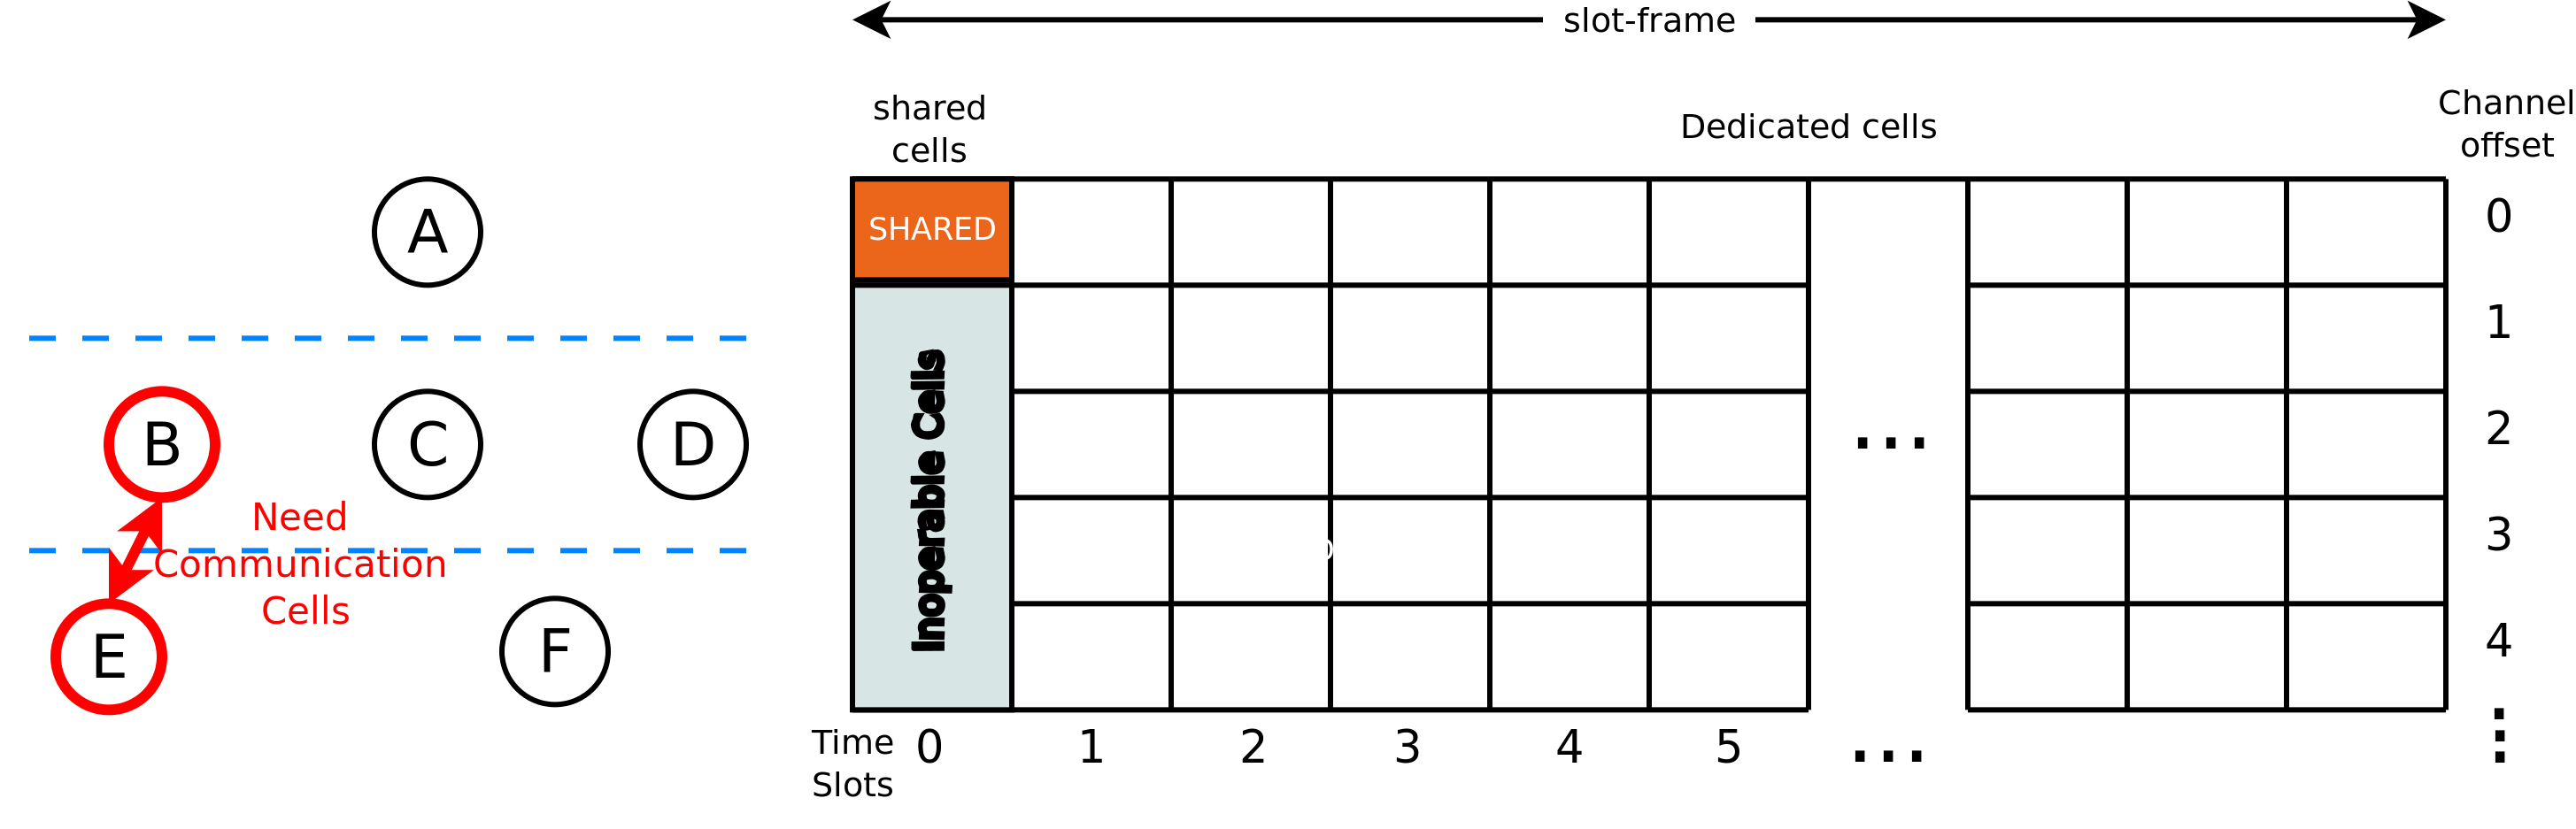 slot-frame
shared
cells
Dedicated cells
Channel
offset
A
B
C
D
Need
Communication
Cells
E
F
SHARED
Inoperable Cells
...
0
1
2
3
4
⋮
Time
Slots
0
1
2
3
4
5
...